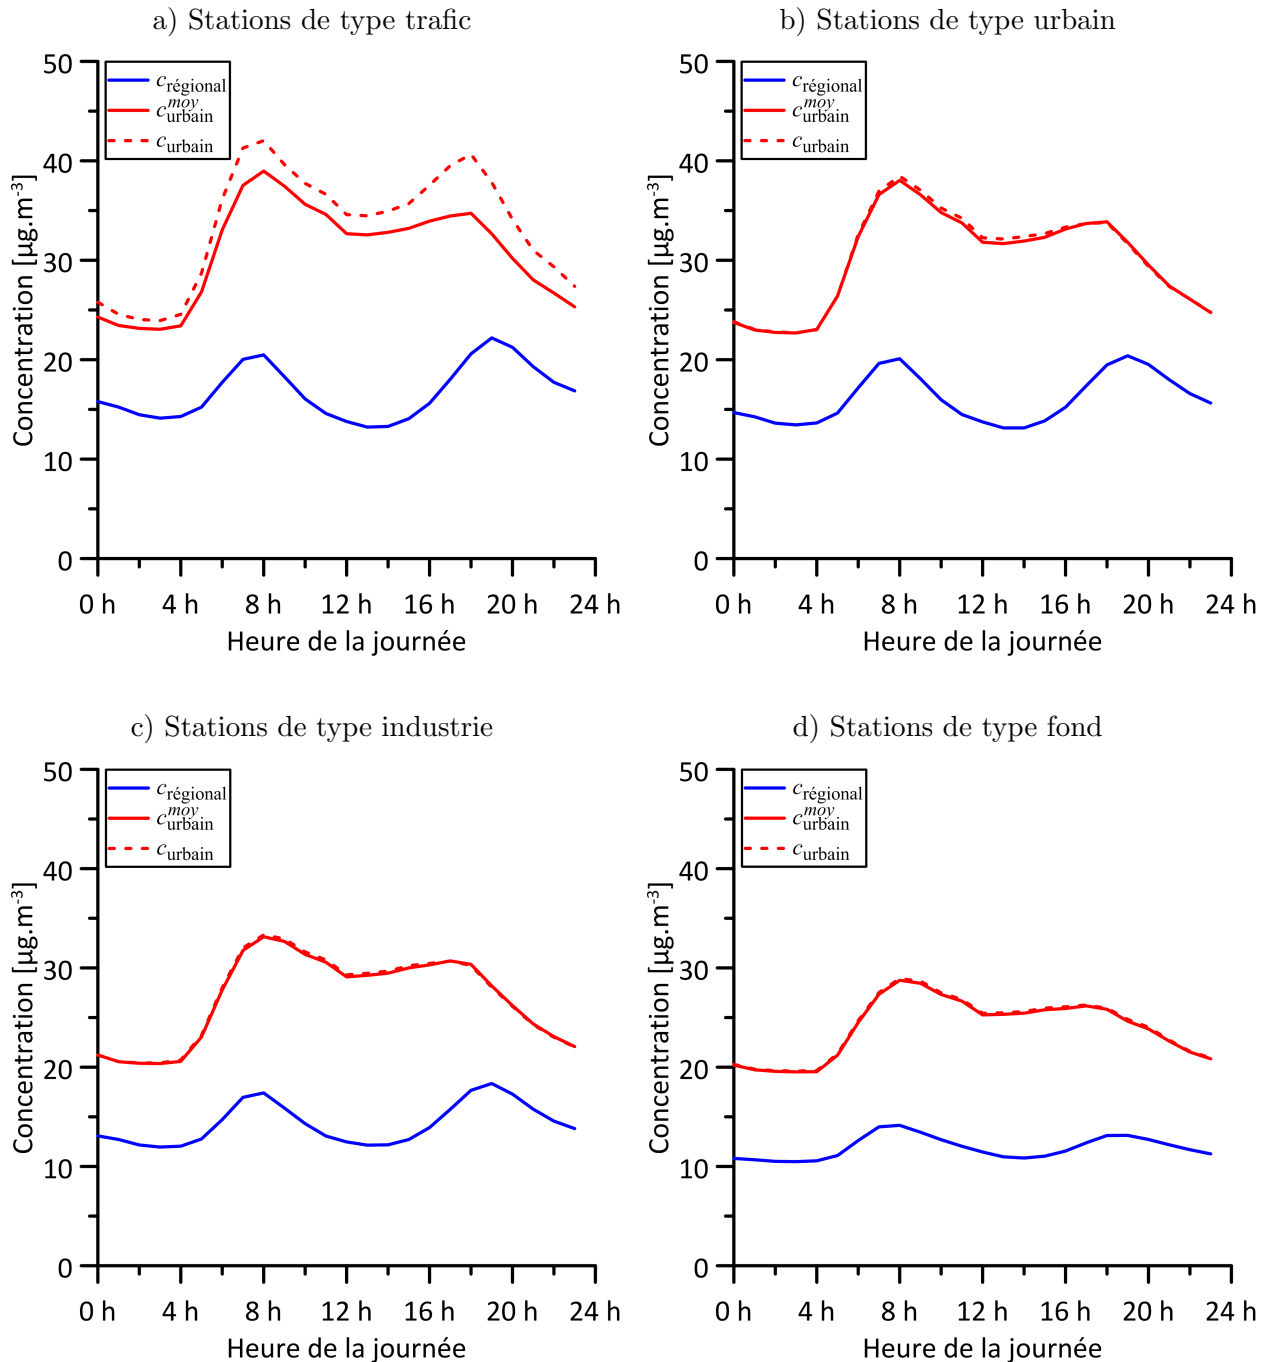 a) Stations de type trafic
50
40
30
20
10
0
Concentration [µg.m-3]
c régional
c moy urbain
c urbain
0 h 4 h 8 h 12 h 16 h 20 h 24 h
Heure de la journée
b) Stations de type urbain
50
40
30
20
10
0
Concentration [µg.m-3]
c régional
c moy urbain
c urbain
0 h 4 h 8 h 12 h 16 h 20 h 24 h
Heure de la journée
c) Stations de type industrie
50
40
30
20
10
0
Concentration [µg.m-3]
c régional
c moy urbain
c urbain
0 h 4 h 8 h 12 h 16 h 20 h 24 h
Heure de la journée
d) Stations de type fond
50
40
30
20
10
0
Concentration [µg.m-3]
c régional
c moy urbain
c urbain
0 h 4 h 8 h 12 h 16 h 20 h 24 h
Heure de la journée